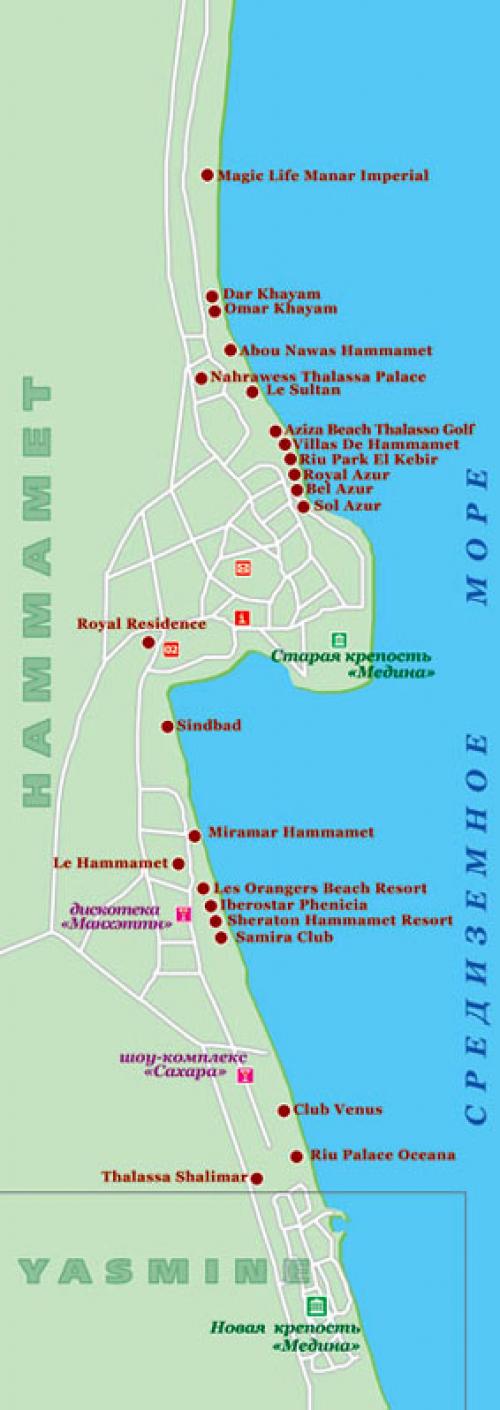 Magic Life Manar Imperial
Dar Khayam
Omar Khayam
Abou Nawas Hammamet
Nahrawess Thalassa Palace
Le Sultan
Aziza Beach Thalasso Golf
Villas De Hammamet
Riu Park El Kebir
Royal Azur
Bel Azur
Sol Azur
HAMMAMET
СРЕДИЗЕМНОЕ МОРЕ
i
Royal Residence
02
Старая крепость
«Медина»
Sindbad
Miramar Hammamet
Le Hammamet
Les Orangers Beach Resort
Iberostar Phenicia
дискотека
«Манхэттн»
Sheraton Hammamet Resort
Samira Club
шоу-комплекс
«Сахара»
Club Venus
Riu Palace Oceana
Thalassa Shalimar
YASMINE
Новая крепость
«Медина»